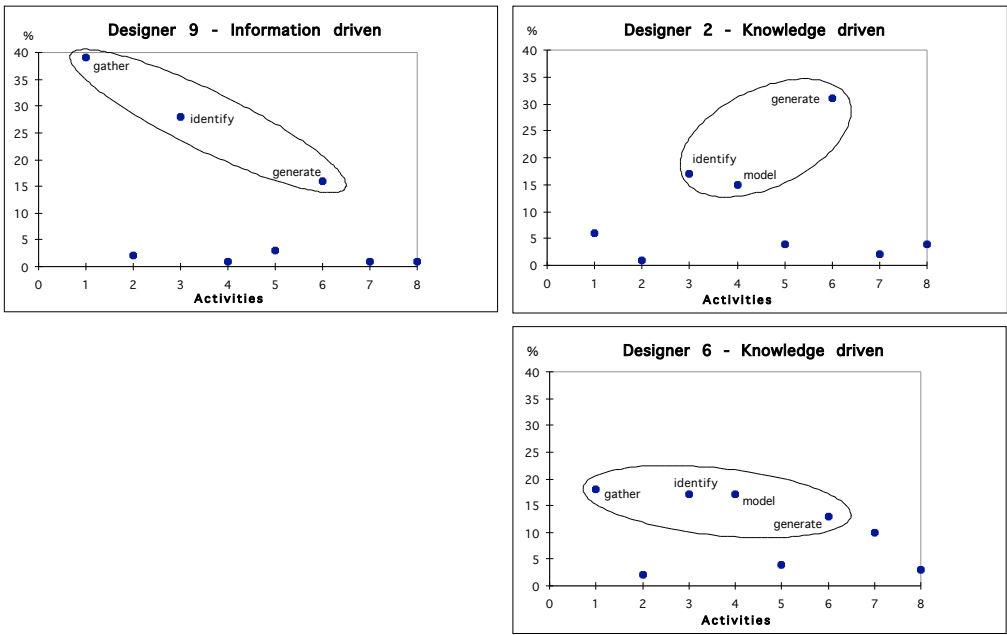 Designer 9 - Information driven
%
40
35
30
25
20
15
10
5
0
gather
identify
generate
0 1 2 3 4 5 6 7 8
Activities
Designer 2 - Knowledge driven
%
40
35
30
25
20
15
10
5
0
generate
identify
model
0 1 2 3 4 5 6 7 8
Activities
Designer 6 - Knowledge driven
%
40
35
30
25
20
15
10
5
0
identify
gather
model
generate
0 1 2 3 4 5 6 7 8
Activities